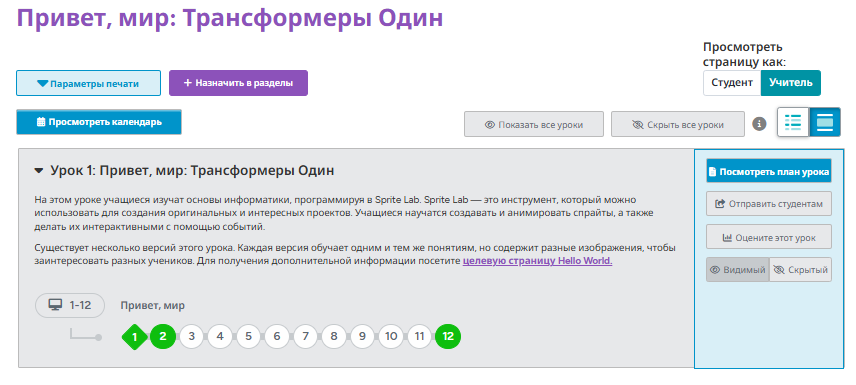 Привет, мир: Трансформеры Один
Просмотреть
страницу как:
Параметры печати
+ Назначить в разделы
Студент
Учитель
Просмотреть календарь
Показать все уроки
Скрыть все уроки
Урок 1: Привет, мир: Трансформеры Один
На этом уроке учащиеся изучат основы информатики, программируя в Sprite Lab. Sprite Lab — это инструмент, который можно
использовать для создания оригинальных и интересных проектов. Учащиеся научатся создавать и анимировать спрайты, а также
делать их интерактивными с помощью событий.
Существует несколько версий этого урока. Каждая версия обучает одним и тем же понятиям, но содержит разные изображения, чтобы
заинтересовать разных учеников. Для получения дополнительной информации посетите целевую страницу Hello World.
Посмотреть план урока
Отправить студентам
Оцените этот урок
Видимый
Скрытый
1-12
Привет, мир
1 2 3 4 5 6 7 8 9 10 11 12